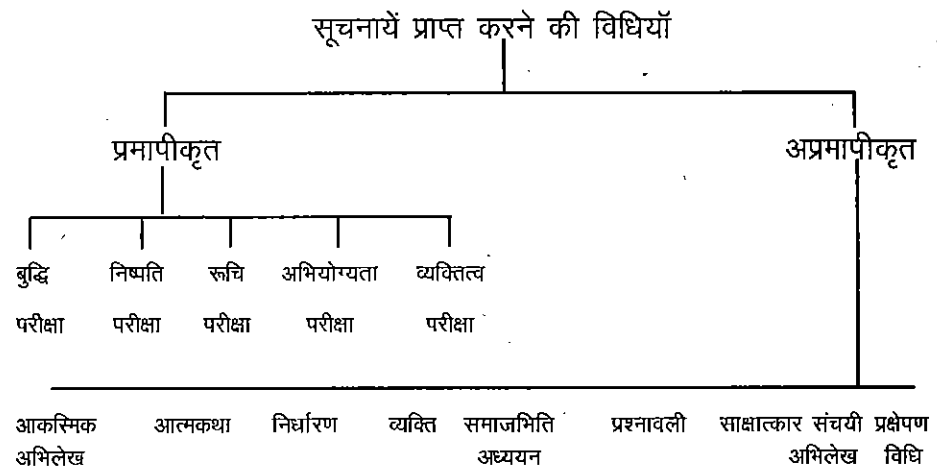 सूचनायें प्राप्त करने की विधियॉ
प्रमापीकृत अप्रमापीकृत
बुद्धि निष्पति रूचि अभियोग्यता व्यक्तित्व
परीक्षा परीक्षा परीक्षा परीक्षा परीक्षा
आकस्मिक आत्मकथा निर्धारण व्यक्ति समाजभिति प्रश्नावली साक्षात्कार संचयी प्रक्षेपण
अभिलेख अध्ययन अभिलेख विधि